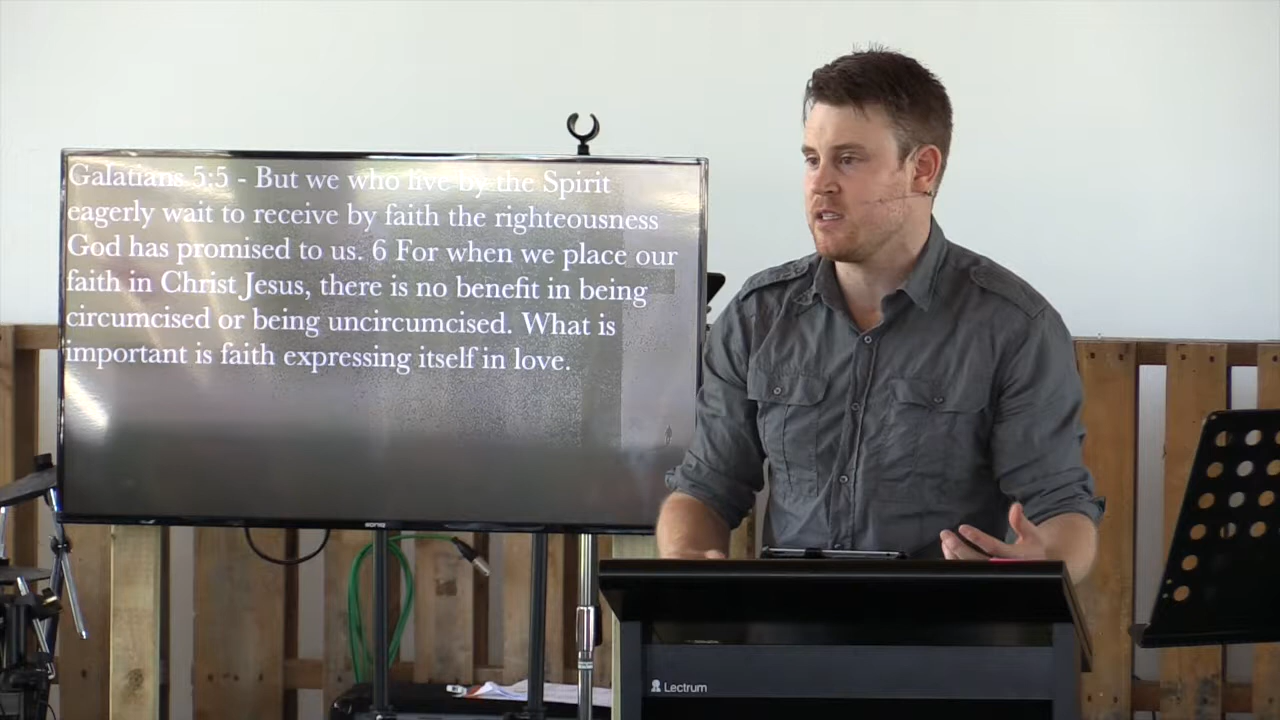 Galatians 5:5 - But we who live by the Spirit
eagerly wait to receive by faith the righteousness
God has promised to us. 6 For when we place our
faith in Christ Jesus, there is no benefit in being
circumcised or being uncircumcised. What is
important is faith expressing itself in love.
Lectrum